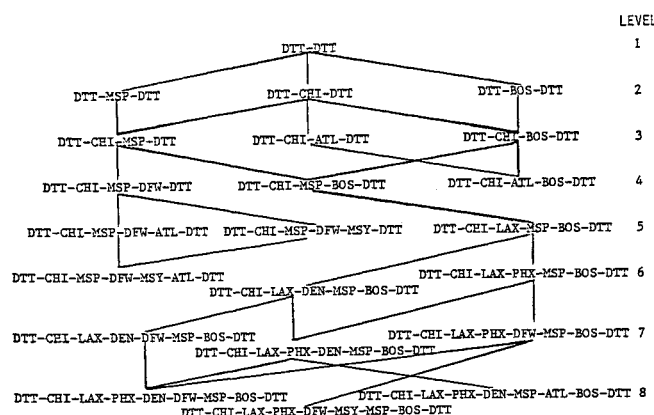 LEVEL
DTT-DTT 1
DTT-MSP-DTT DTT-CHI-DTT DTT-BOS-DTT 2
DTT-CHI-MSP-DTT DTT-CHI-ATL-DTT DTT-CHI-BOS-DTT 3
DTT-CHI-MSP-DFW-DTT DTT-CHI-MSP-BOS-DTT DTT-CHI-ATL-BOS-DTT 4
DTT-CHI-MSP-DFW-ATL-DTT DTT-CHI-MSP-DFW-MSY-DTT DTT-CHI-LAX-MSP-BOS-DTT 5
DTT-CHI-MSP-DFW-MSY-ATL-DTT DTT-CHI-LAX-PHX-MSP-BOS-DTT 6
DTT-CHI-LAX-DEN-MSP-BOS-DTT
DTT-CHI-LAX-DEN-DFW-MSP-BOS-DTT DTT-CHI-LAX-PHX-DFW-MSP-BOS-DTT 7
DTT-CHI-LAX-PHX-DEN-MSP-BOS-DTT
DTT-CHI-LAX-PHX-DEN-DFW-MSP-BOS-DTT DTT-CHI-LAX-PHX-DEN-MSP-ATL-BOS-DTT 8
DTT-CHI-LAX-PHX-DFW-MSY-MSP-BOS-DTT